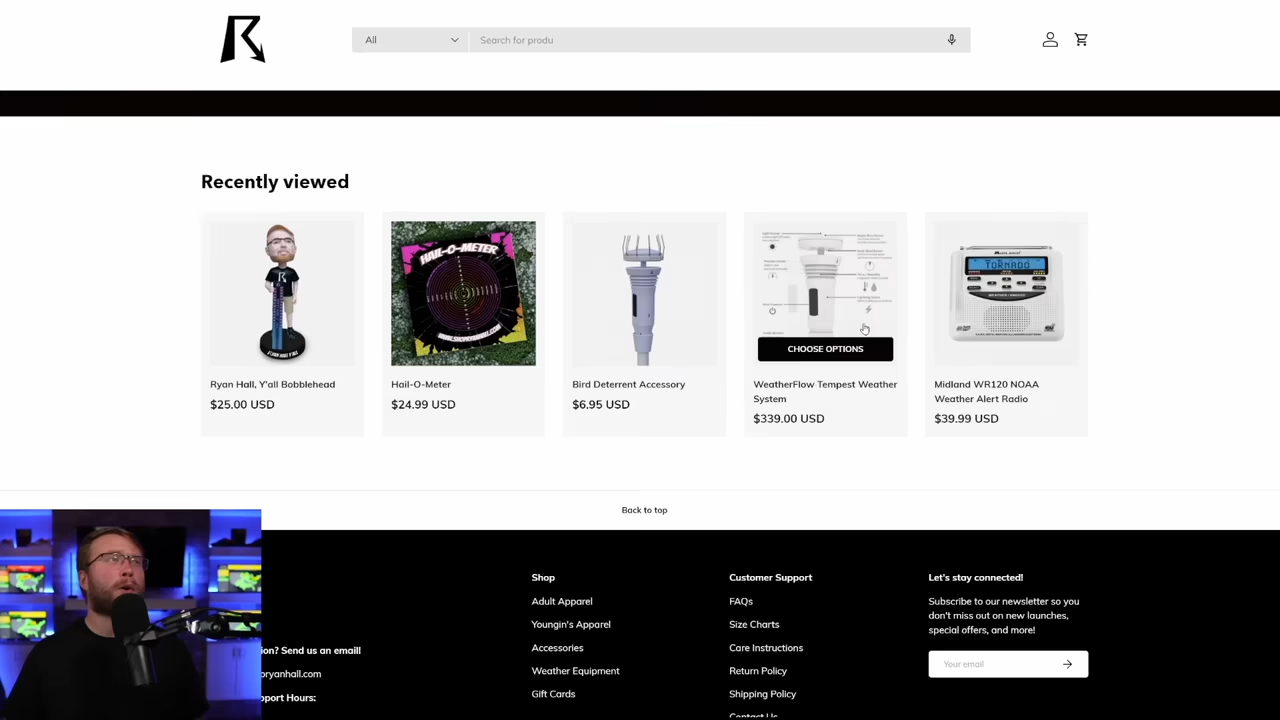 All
Search for produ
Recently viewed
HAIL-O-METER
TORNADO
CHOOSE OPTIONS
Ryan Hall, Y'all Bobblehead
$25.00 USD
Hail-O-Meter
$24.99 USD
Bird Deterrent Accessory
$6.95 USD
WeatherFlow Tempest Weather
System
$339.00 USD
Midland WR120 NOAA
Weather Alert Radio
$39.99 USD
Back to top
ion? Send us an email!
oryanhall.com
pport Hours:
Shop
Adult Apparel
Youngin's Apparel
Accessories
Weather Equipment
Gift Cards
Customer Support
FAQs
Size Charts
Care Instructions
Return Policy
Shipping Policy
Contact Us
Let's stay connected!
Subscribe to our newsletter so you
don't miss out on new launches,
special offers, and more!
Your email